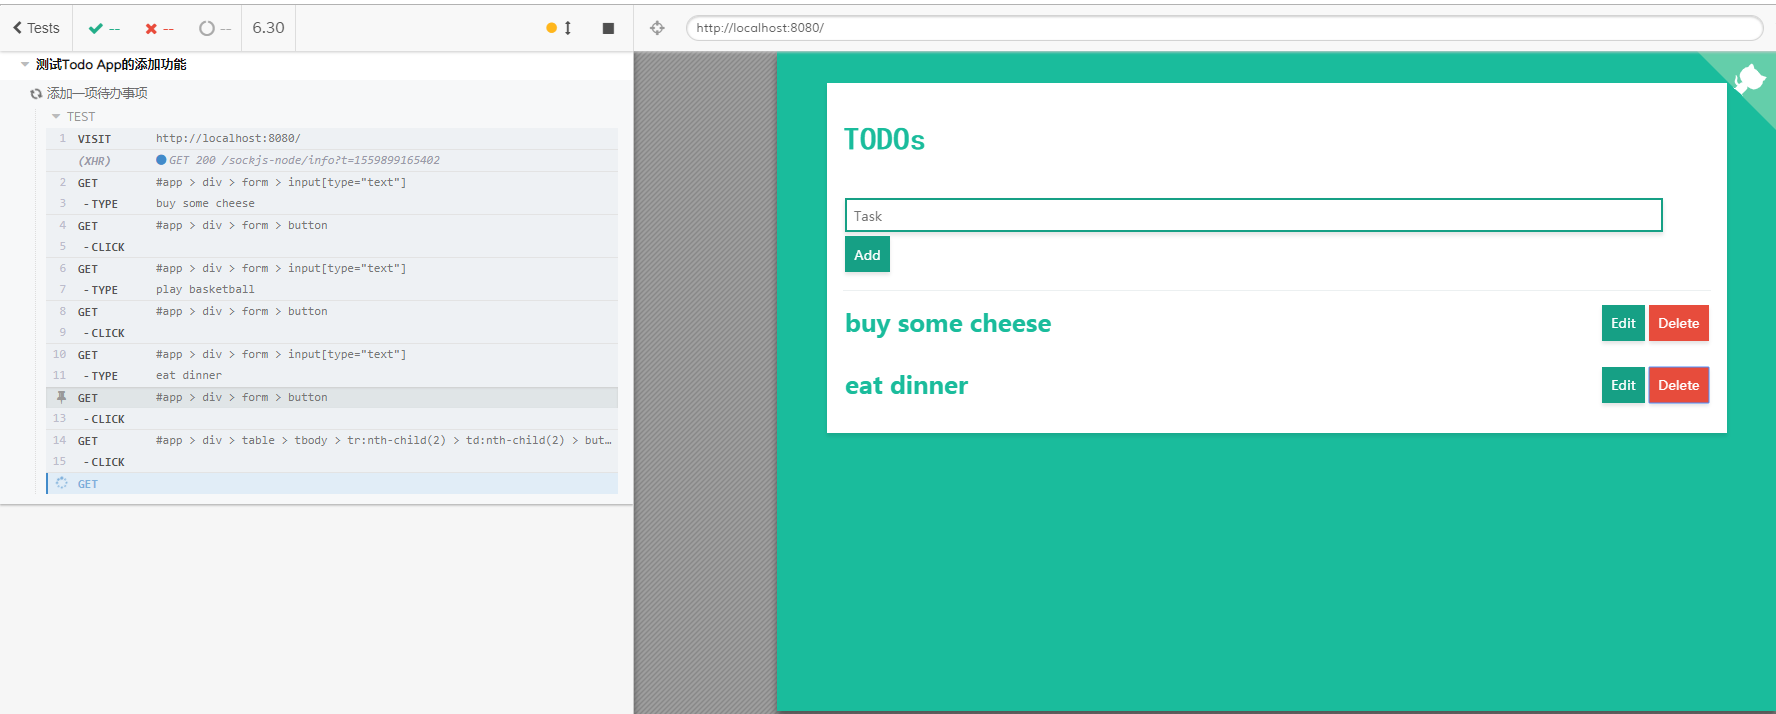 Tests -- -- -- 6.30 http://localhost:8080/
测试Todo App的添加功能
添加一项待办事项
TEST
1 VISIT http://localhost:8080/
(XHR) GET 200 /sockjs-node/info?t=1559899165402
2 GET #app > div > form > input[type="text"]
3 -TYPE buy some cheese
4 GET #app > div > form > button
5 -CLICK
6 GET #app > div > form > input[type="text"]
7 -TYPE play basketball
8 GET #app > div > form > button
9 -CLICK
10 GET #app > div > form > input[type="text"]
11 -TYPE eat dinner
GET #app > div > form > button
13 -CLICK
14 GET #app > div > table > tbody > tr:nth-child(2) > td:nth-child(2) > but…
15 -CLICK
GET
TODOs
Task
Add
buy some cheese Edit Delete
eat dinner Edit Delete